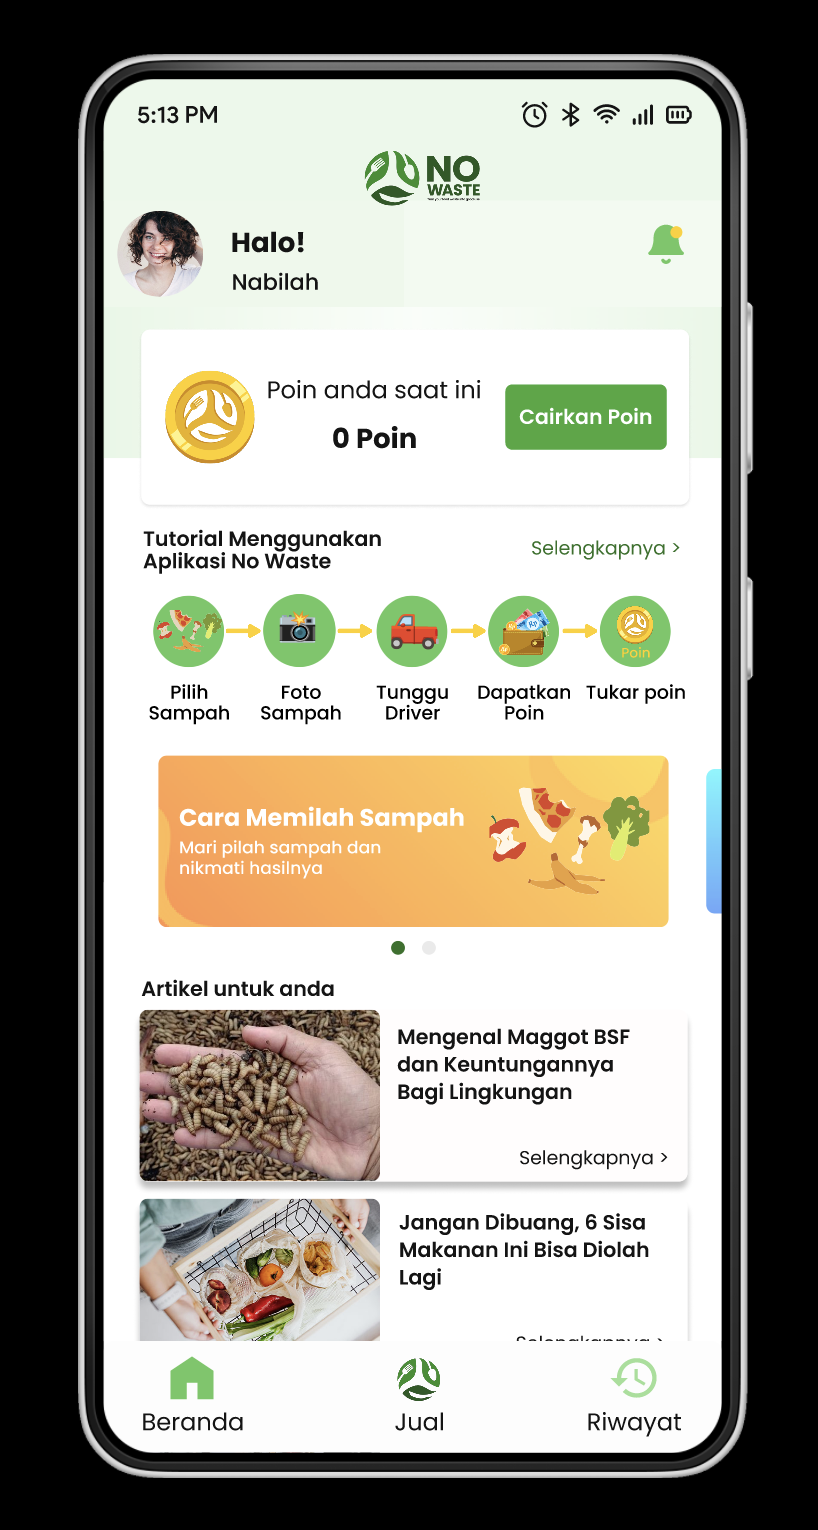 5:13 PM
NO
WASTE
Halo!
Nabilah
Poin anda saat ini
0 Poin
Cairkan Poin
Tutorial Menggunakan
Aplikasi No Waste
Selengkapnya >
Rp
Poin
Pilih
Sampah
Foto
Sampah
Tunggu
Driver
Dapatkan
Poin
Tukar poin
Cara Memilah Sampah
Mari pilah sampah dan
nikmati hasilnya
Artikel untuk anda
Mengenal Maggot BSF
dan Keuntungannya
Bagi Lingkungan
Selengkapnya >
Jangan Dibuang, 6 Sisa
Makanan Ini Bisa Diolah
Lagi
Selengkapnya >
Beranda
Jual
Riwayat